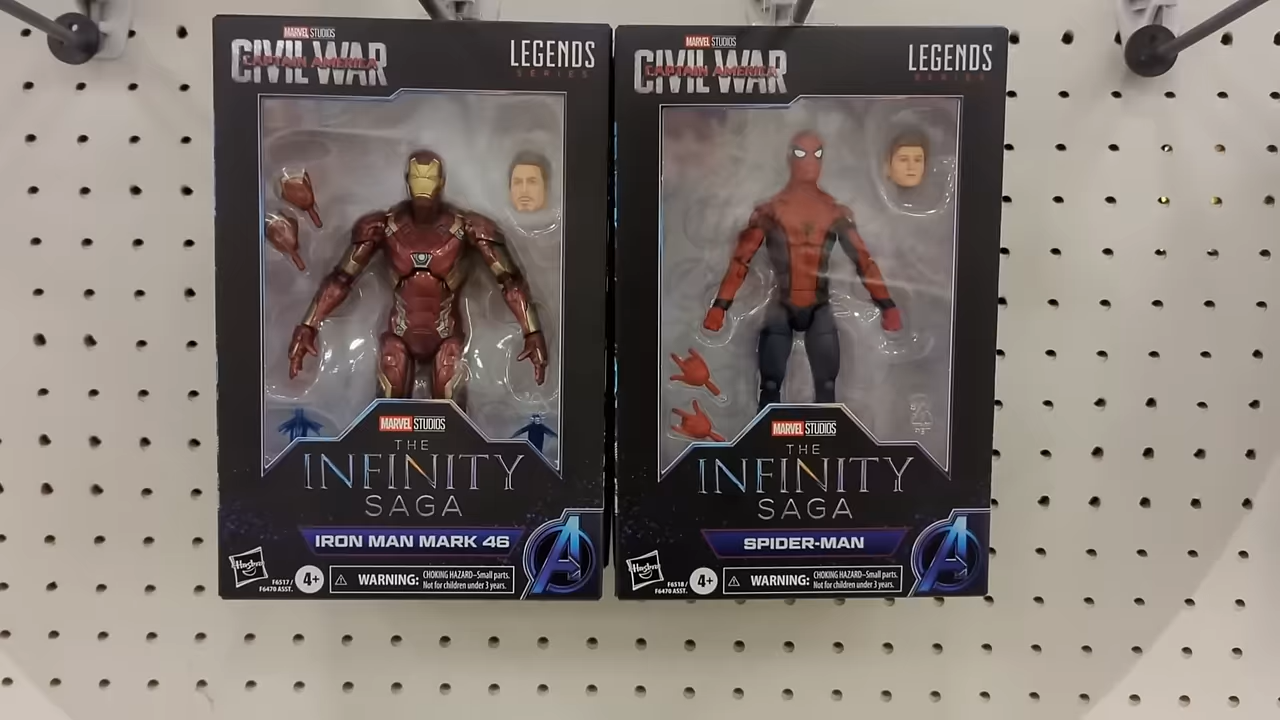 MARVEL STUDIOS
CIVIL WAR
CAPTAIN AMERICA
LEGENDS
SERIES
MARVEL STUDIOS
THE
INFINITY
SAGA
IRON MAN MARK 46
Hasbro
F6517 /
F6470 ASST.
4+
WARNING: CHOKING HAZARD–Small parts.
Not for children under 3 years.
MARVEL STUDIOS
CIVIL WAR
CAPTAIN AMERICA
LEGENDS
SERIES
MARVEL STUDIOS
THE
INFINITY
SAGA
SPIDER-MAN
Hasbro
F6518 /
F6470 ASST.
4+
WARNING: CHOKING HAZARD–Small parts.
Not for children under 3 years.